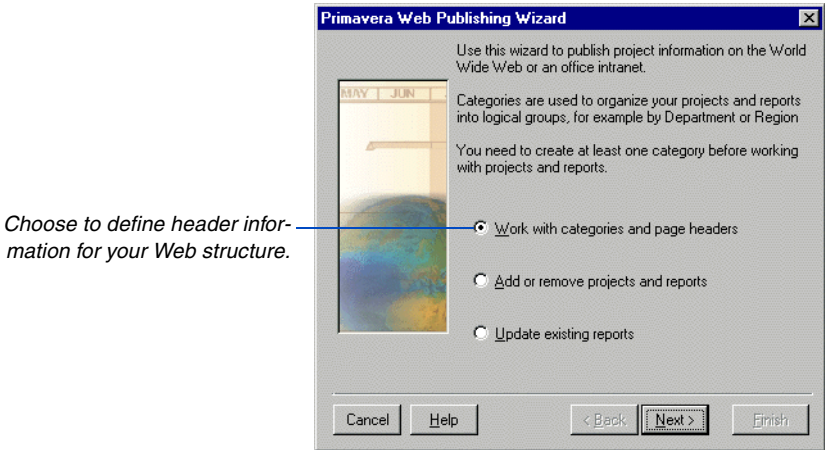 Primavera Web Publishing Wizard
Use this wizard to publish project information on the World
Wide Web or an office intranet.
MAY JUN
Categories are used to organize your projects and reports
into logical groups, for example by Department or Region
You need to create at least one category before working
with projects and reports.
Choose to define header infor-
mation for your Web structure.
Work with categories and page headers
Add or remove projects and reports
Update existing reports
Cancel Help < Back Next > Finish